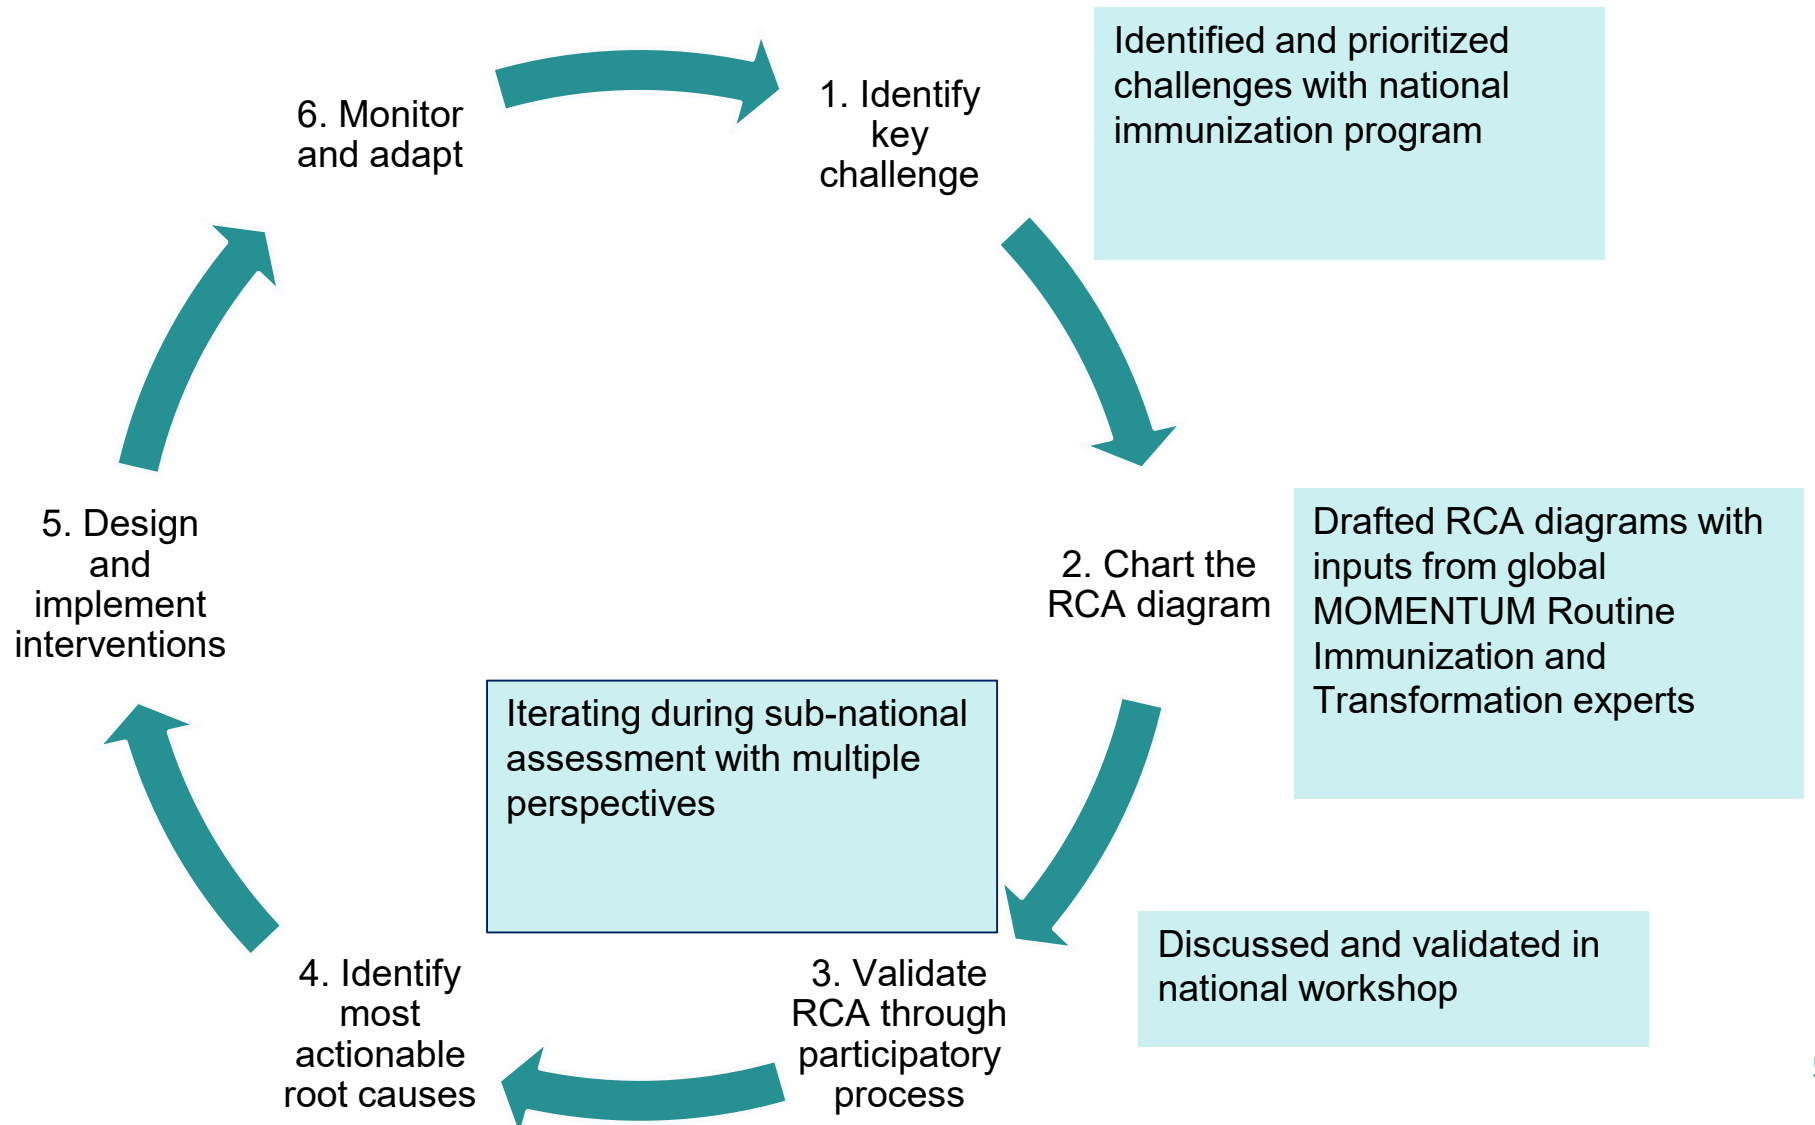 1. Identify
key
challenge
Identified and prioritized
challenges with national
immunization program
2. Chart the
RCA diagram
Drafted RCA diagrams with
inputs from global
MOMENTUM Routine
Immunization and
Transformation experts
3. Validate
RCA through
participatory
process
Discussed and validated in
national workshop
Iterating during sub-national
assessment with multiple
perspectives
4. Identify
most
actionable
root causes
5. Design
and
implement
interventions
6. Monitor
and adapt